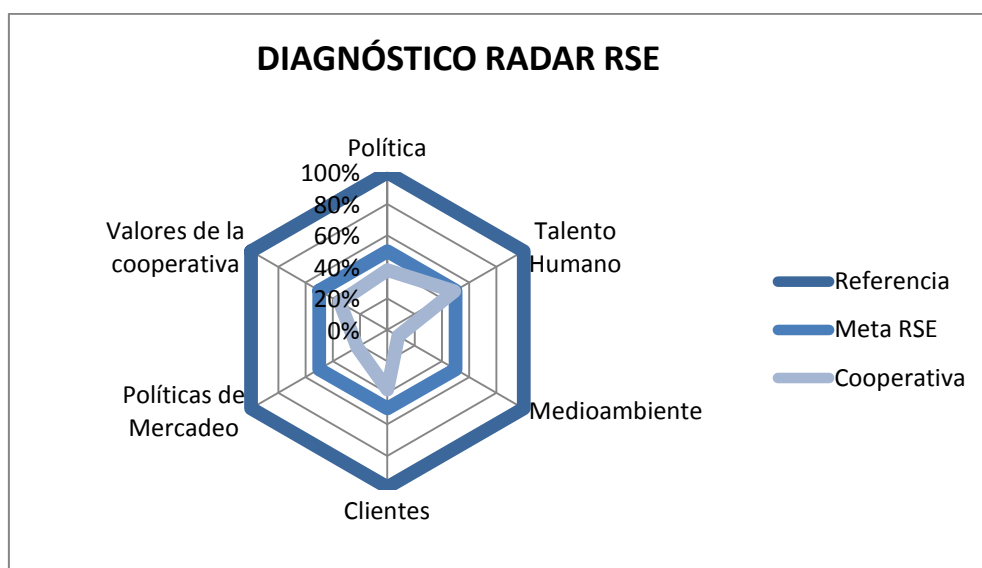 DIAGNÓSTICO RADAR RSE
Política
100%
80%
60%
40%
20%
0%
Talento
Humano
Medioambiente
Clientes
Políticas de
Mercadeo
Valores de la
cooperativa
Referencia
Meta RSE
Cooperativa